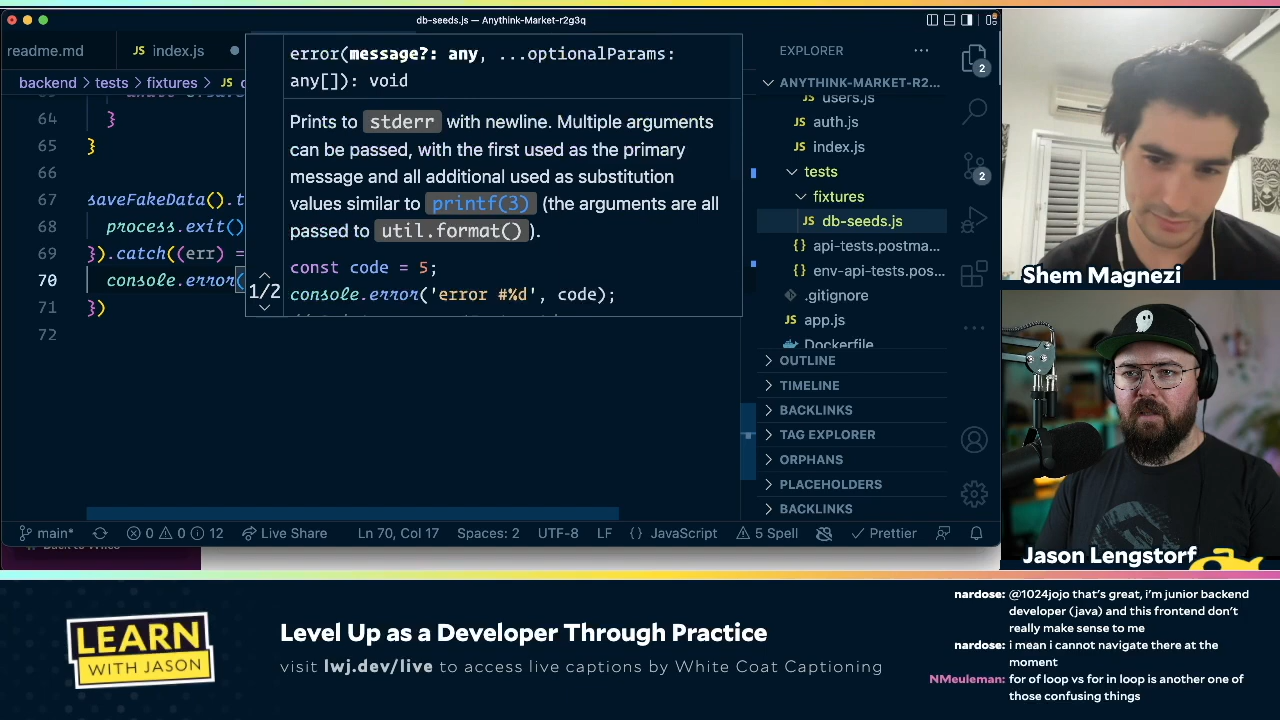 db-seeds.js — Anythink-Market-r2g3q
readme.md
JS index.js
error(message?: any, ...optionalParams:
any[]): void
Prints to stderr with newline. Multiple arguments
can be passed, with the first used as the primary
message and all additional used as substitution
values similar to printf(3) (the arguments are all
passed to util.format() ).
const code = 5;
console.error('error #%d', code);
1/2
backend > tests > fixtures > JS
64 }
65 }
66
67 saveFakeData().t
68 process.exit()
69 }).catch((err) =
70 console.error(
71 })
72
EXPLORER
ANYTHINK-MARKET-R2...
JS users.js
JS auth.js
JS index.js
tests
fixtures
JS db-seeds.js
api-tests.postma...
env-api-tests.pos...
.gitignore
JS app.js
Dockerfile
OUTLINE
TIMELINE
BACKLINKS
TAG EXPLORER
ORPHANS
PLACEHOLDERS
BACKLINKS
2
2
main* 0 0 12 Live Share Ln 70, Col 17 Spaces: 2 UTF-8 LF {} JavaScript 5 Spell Prettier
Shem Magnezi
Jason Lengstorf
LEARN
WITH JASON
Level Up as a Developer Through Practice
visit lwj.dev/live to access live captions by White Coat Captioning
nardose: @1024jojo that's great, i'm junior backend
developer (java) and this frontend don't
really make sense to me
nardose: i mean i cannot navigate there at the
moment
NMeuleman: for of loop vs for in loop is another one of
those confusing things